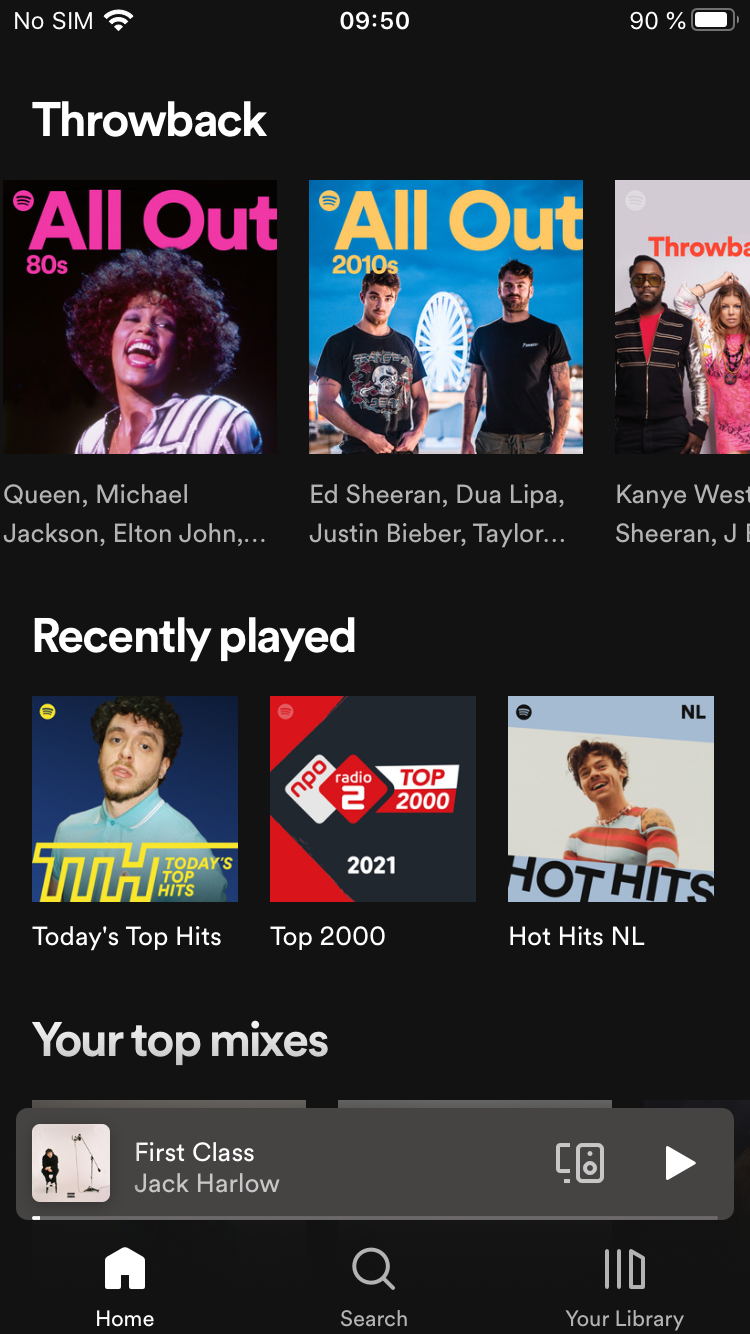 No SIM 09:50 90 %
Throwback
All Out
80s
All Out
2010s
Throwba
Queen, Michael
Jackson, Elton John,...
Ed Sheeran, Dua Lipa,
Justin Bieber, Taylor...
Kanye West
Sheeran, J B
Recently played
TTH TODAY'S
TOP
HITS
npo
radio
2
TOP
2000
2021
NL
HOT HITS
Today's Top Hits
Top 2000
Hot Hits NL
Your top mixes
First Class
Jack Harlow
Home
Search
Your Library